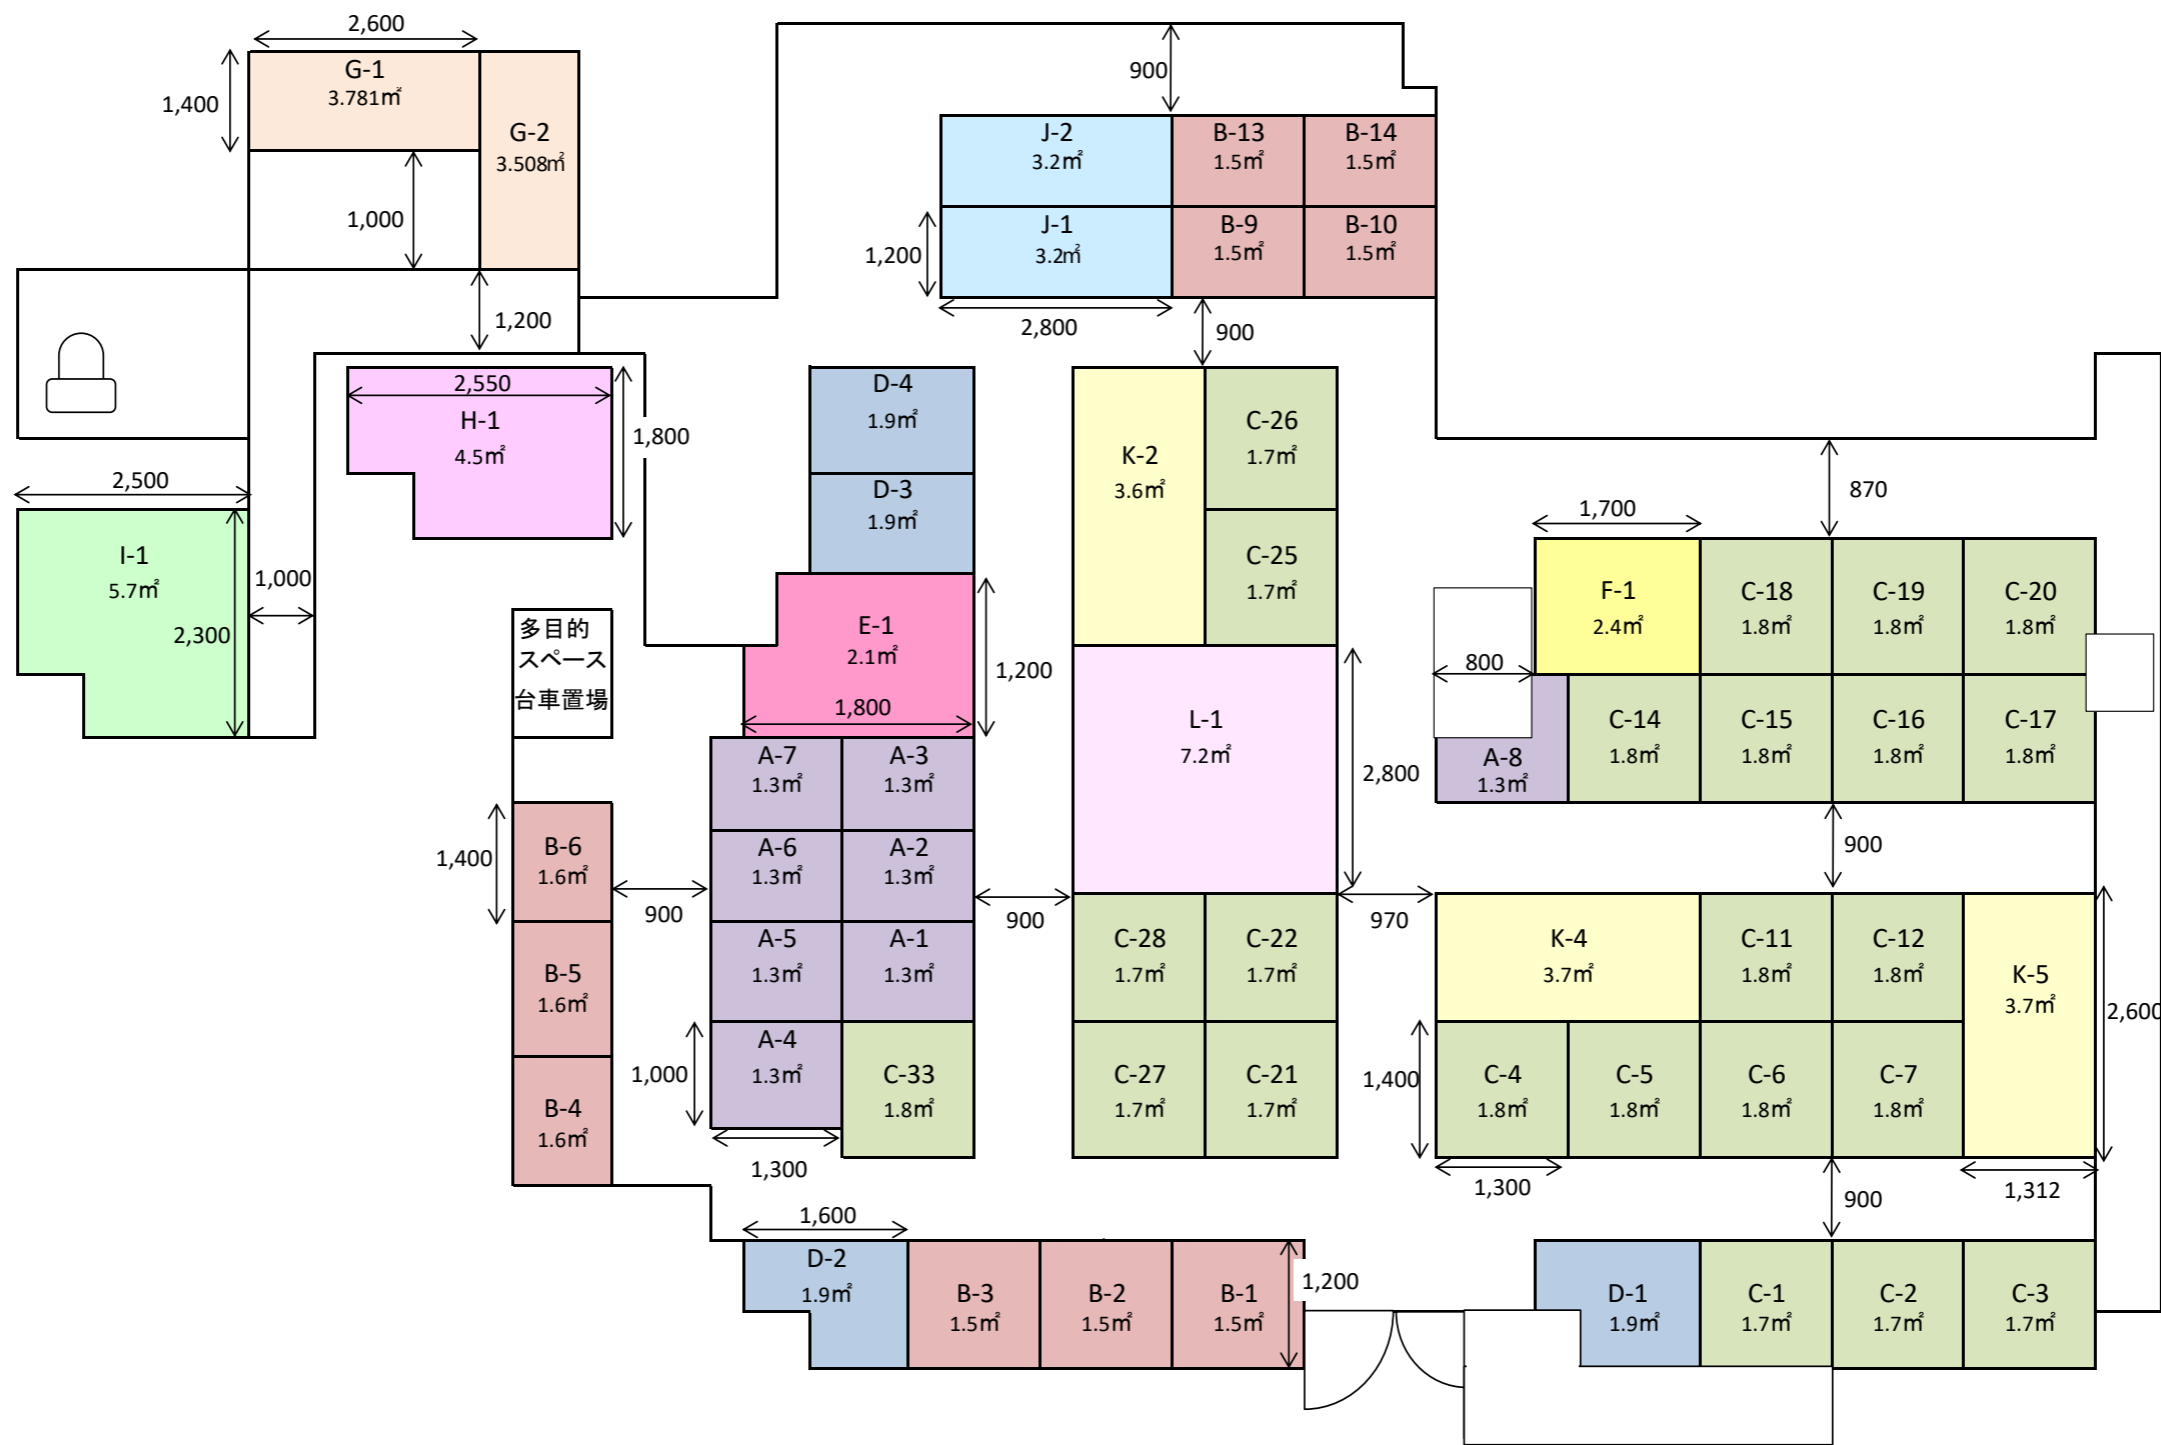 2,600
1,400
G-1
3.781㎡
G-2
3.508㎡
1,000
1,200
900
J-2
3.2㎡
B-13
1.5㎡
B-14
1.5㎡
J-1
3.2㎡
B-9
1.5㎡
B-10
1.5㎡
1,200
2,800
900
2,550
H-1
4.5㎡
1,800
2,500
I-1
5.7㎡
2,300
1,000
D-4
1.9㎡
D-3
1.9㎡
E-1
2.1㎡
1,800
1,200
多目的
スペース
台車置場
K-2
3.6㎡
C-26
1.7㎡
C-25
1.7㎡
L-1
7.2㎡
2,800
870
1,700
F-1
2.4㎡
C-18
1.8㎡
C-19
1.8㎡
C-20
1.8㎡
800
A-8
1.3㎡
C-14
1.8㎡
C-15
1.8㎡
C-16
1.8㎡
C-17
1.8㎡
900
A-7
1.3㎡
A-3
1.3㎡
A-6
1.3㎡
A-2
1.3㎡
A-5
1.3㎡
A-1
1.3㎡
A-4
1.3㎡
C-33
1.8㎡
1,400
B-6
1.6㎡
B-5
1.6㎡
B-4
1.6㎡
900
1,000
1,300
900
C-28
1.7㎡
C-22
1.7㎡
C-27
1.7㎡
C-21
1.7㎡
970
K-4
3.7㎡
C-11
1.8㎡
C-12
1.8㎡
K-5
3.7㎡
2,600
1,400
C-4
1.8㎡
C-5
1.8㎡
C-6
1.8㎡
C-7
1.8㎡
1,300
900
1,312
1,600
D-2
1.9㎡
B-3
1.5㎡
B-2
1.5㎡
B-1
1.5㎡
1,200
D-1
1.9㎡
C-1
1.7㎡
C-2
1.7㎡
C-3
1.7㎡